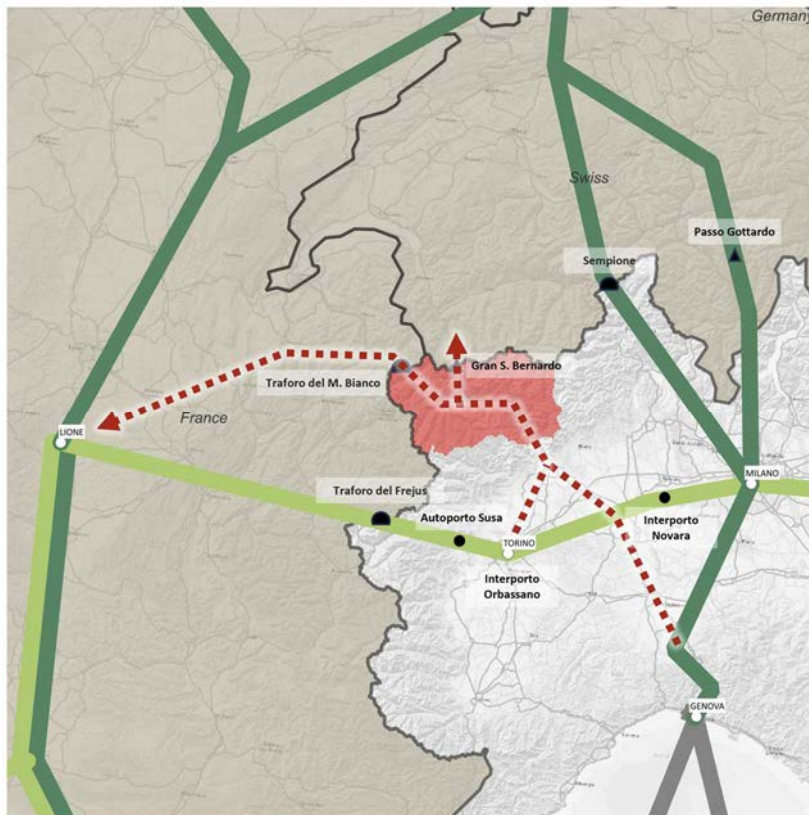 Germany
Swiss
Passo Gottardo
Sempione
Gran S. Bernardo
Traforo del M. Bianco
France
LIONE
MILANO
Traforo del Frejus
Autoporto Susa
Interporto
Novara
TORINO
Interporto
Orbassano
GENOVA